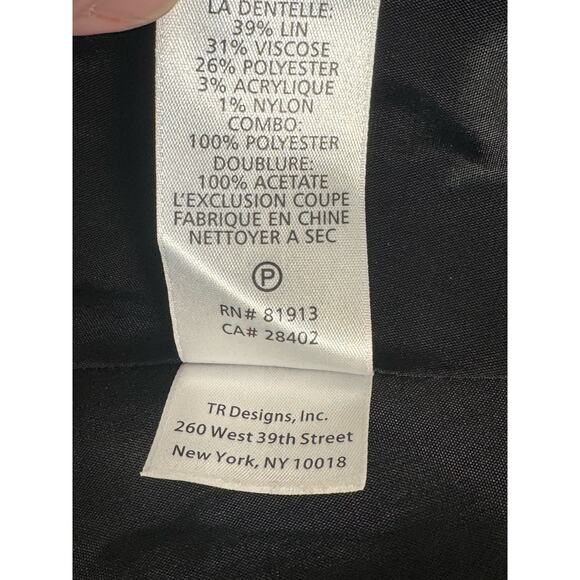 LA DENTELLE:
39% LIN
31% VISCOSE
26% POLYESTER
3% ACRYLIQUE
1% NYLON
COMBO:
100% POLYESTER
DOUBLURE:
100% ACETATE
L'EXCLUSION COUPE
FABRIQUE EN CHINE
NETTOYER A SEC
P
RN# 81913
CA# 28402
TR Designs, Inc.
260 West 39th Street
New York, NY 10018